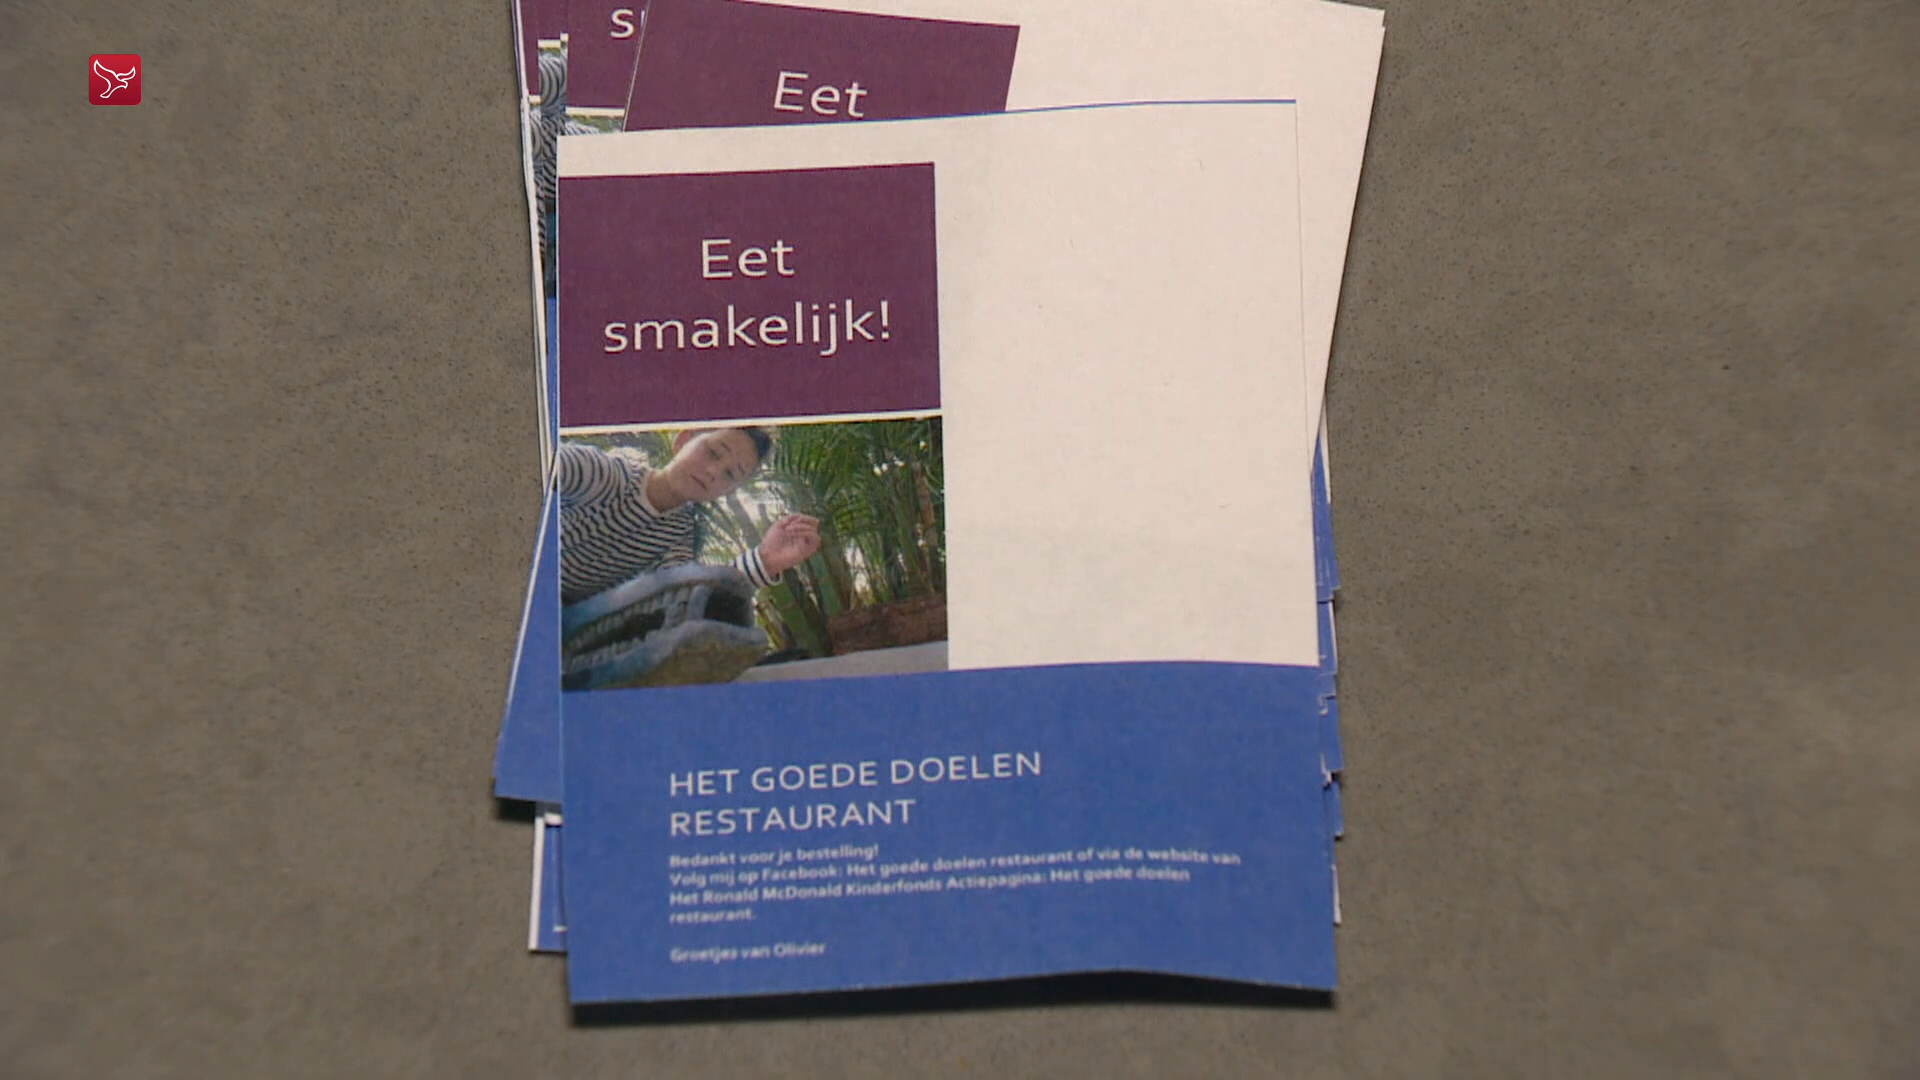 s
Eet
Eet
smakelijk!
HET GOEDE DOELEN
RESTAURANT
Bedankt voor je bestelling!
Volg mij op Facebook: Het goede doelen restaurant of via de website van
Het Ronald McDonald Kinderfonds Actiepagina: Het goede doelen
restaurant.
Groetjes van Olivier